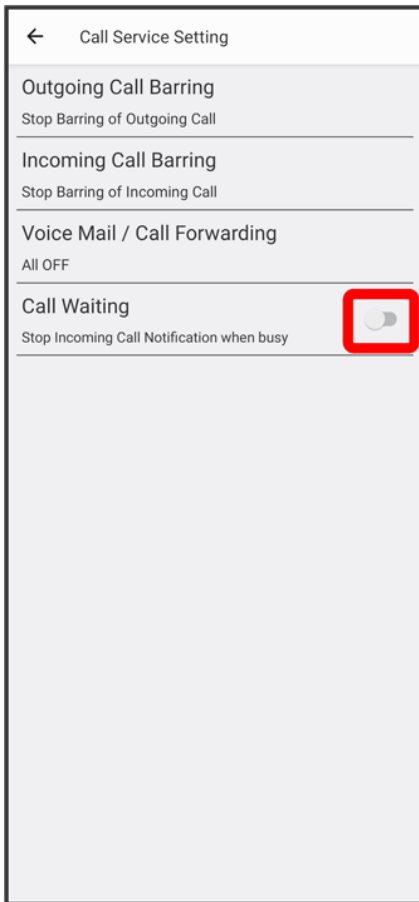 Call Service Setting
Outgoing Call Barring
Stop Barring of Outgoing Call
Incoming Call Barring
Stop Barring of Incoming Call
Voice Mail / Call Forwarding
All OFF
Call Waiting
Stop Incoming Call Notification when busy